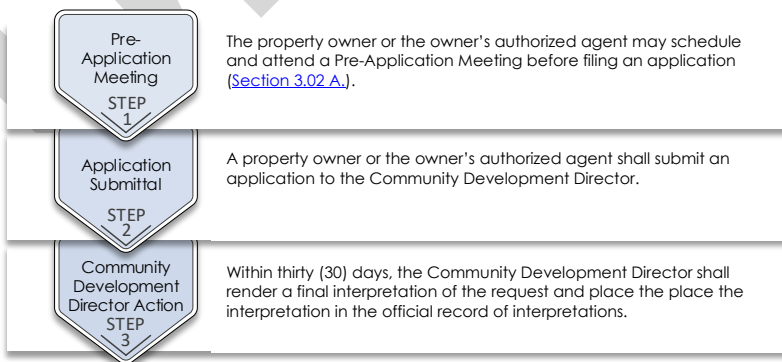 Pre-
Application
Meeting
STEP
1
The property owner or the owner’s authorized agent may schedule
and attend a Pre-Application Meeting before filing an application
(Section 3.02 A.).
Application
Submittal
STEP
2
A property owner or the owner’s authorized agent shall submit an
application to the Community Development Director.
Community
Development
Director Action
STEP
3
Within thirty (30) days, the Community Development Director shall
render a final interpretation of the request and place the place the
interpretation in the official record of interpretations.